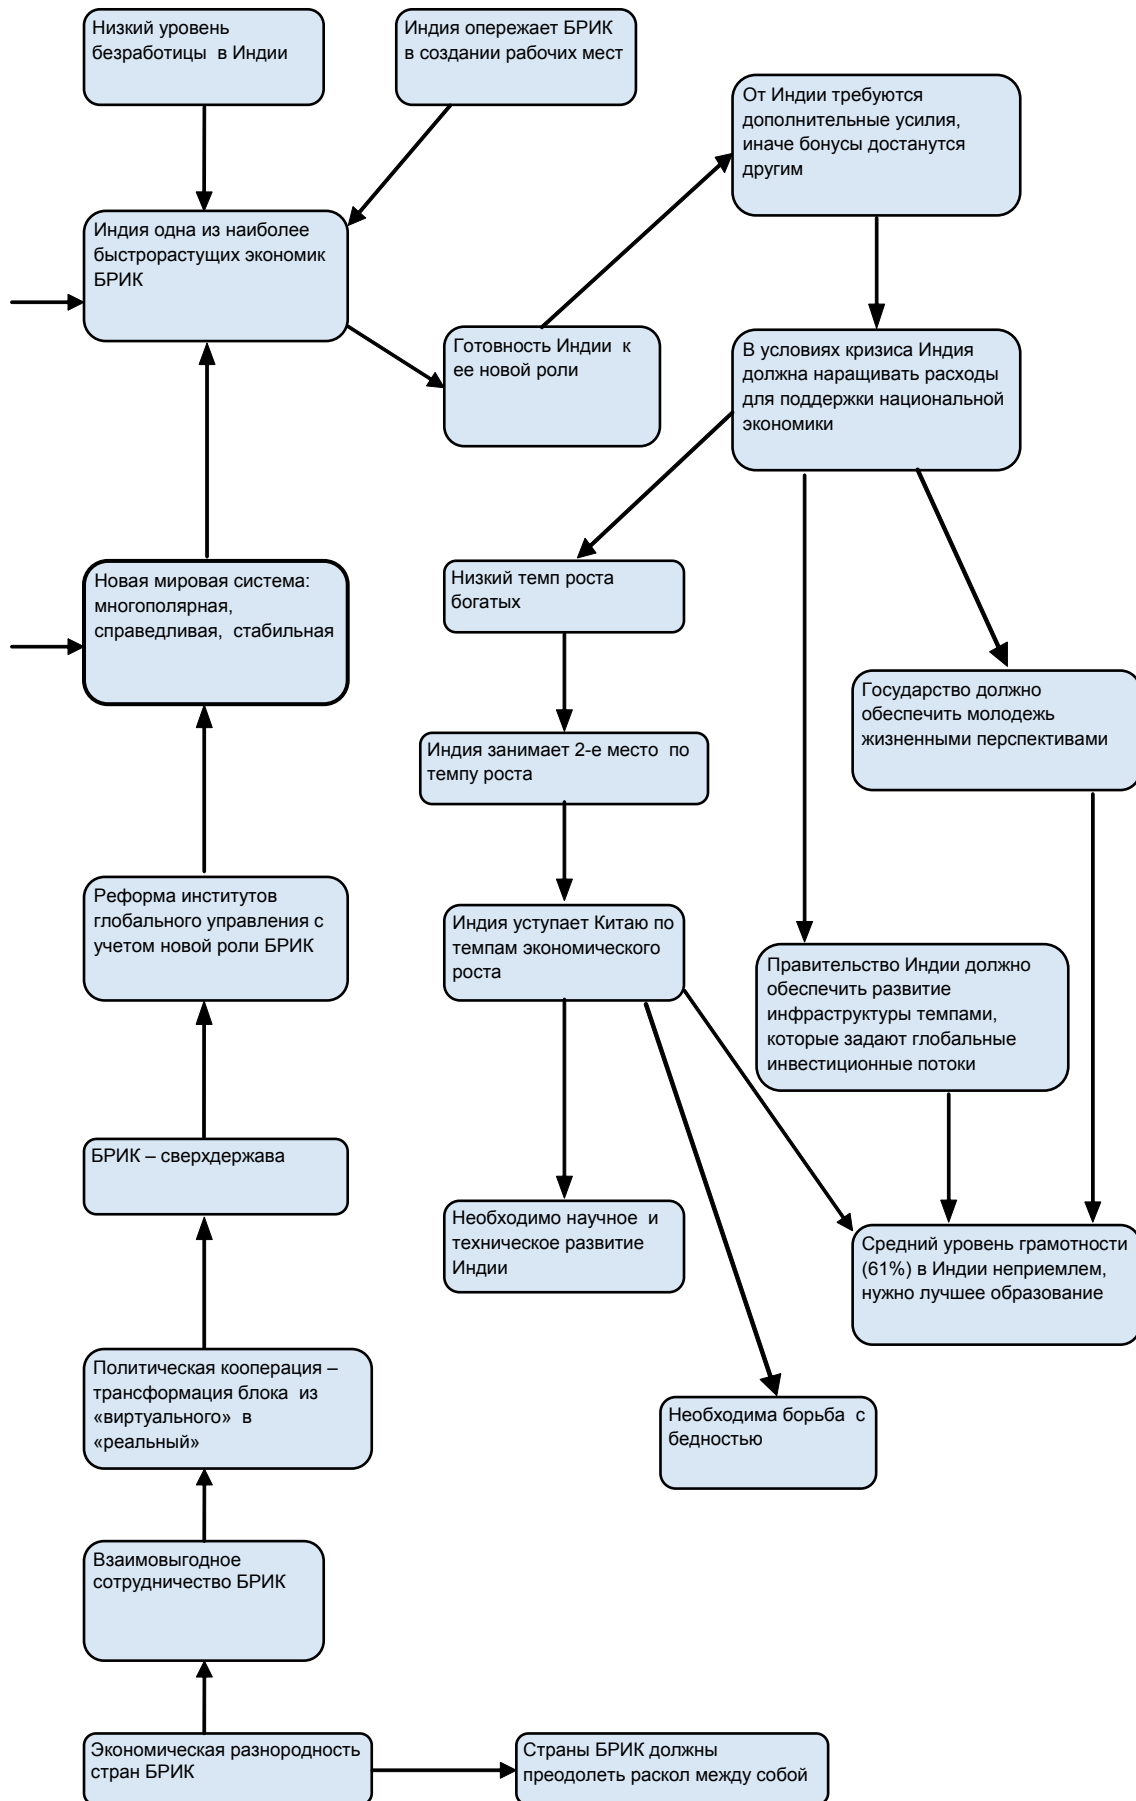 Низкий уровень
безработицы в Индии
Индия опережает БРИК
в создании рабочих мест
От Индии требуются
дополнительные усилия,
иначе бонусы достанутся
другим
Индия одна из наиболее
быстрорастущих экономик
БРИК
Готовность Индии к
ее новой роли
В условиях кризиса Индия
должна наращивать расходы
для поддержки национальной
экономики
Низкий темп роста
богатых
Новая мировая система:
многополярная,
справедливая, стабильная
Государство должно
обеспечить молодежь
жизненными перспективами
Индия занимает 2-е место по
темпу роста
Реформа институтов
глобального управления с
учетом новой роли БРИК
Индия уступает Китаю по
темпам экономического
роста
Правительство Индии должно
обеспечить развитие
инфраструктуры темпами,
которые задают глобальные
инвестиционные потоки
БРИК – сверхдержава
Необходимо научное и
техническое развитие
Индии
Средний уровень грамотности
(61%) в Индии неприемлем,
нужно лучшее образование
Политическая кооперация –
трансформация блока из
«виртуального» в
«реальный»
Необходима борьба с
бедностью
Взаимовыгодное
сотрудничество БРИК
Экономическая разнородность
стран БРИК
Страны БРИК должны
преодолеть раскол между собой